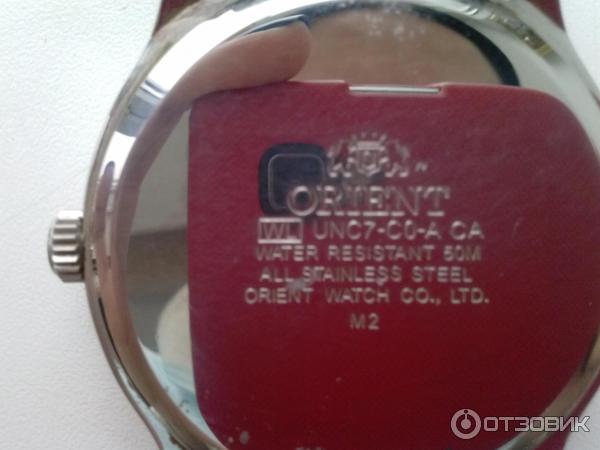 ORIENT
WL UNC7-C0-A CA
WATER RESISTANT 50M
ALL STAINLESS STEEL
ORIENT WATCH CO., LTD.
M2
ОТЗОВИК